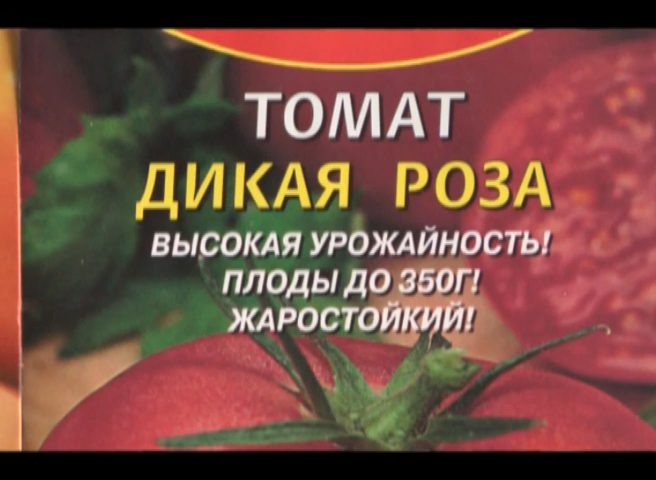 ТОМАТ
ДИКАЯ РОЗА
ВЫСОКАЯ УРОЖАЙНОСТЬ!
ПЛОДЫ ДО 350Г!
ЖАРОСТОЙКИЙ!